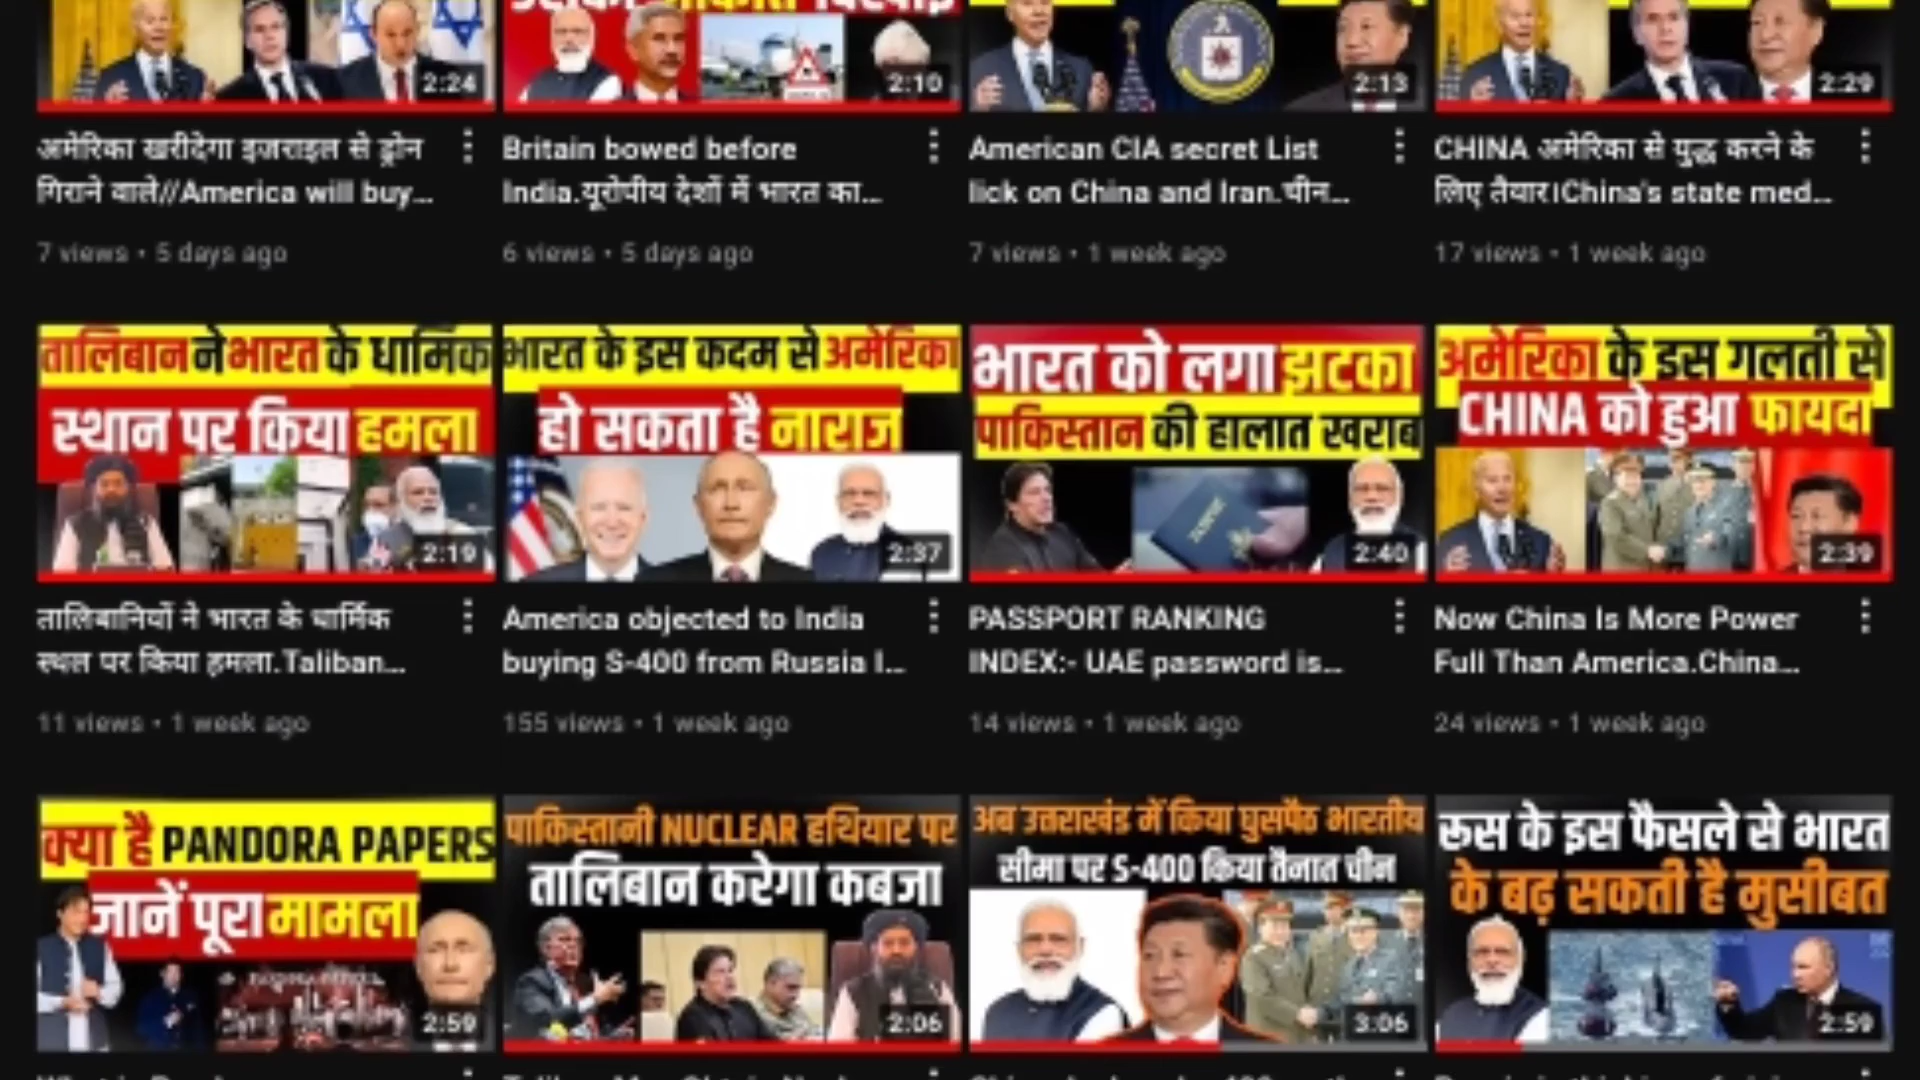 2:24
2:10
2:13
2:29
अमेरिका खरीदेगा इजराइल से ड्रोन
गिराने वाले//America will buy...
7 views • 5 days ago
Britain bowed before
India.यूरोपीय देशों में भारत का...
6 views • 5 days ago
American CIA secret List
lick on China and Iran.चीन...
7 views • 1 week ago
CHINA अमेरिका से युद्ध करने के
लिए तैयार।China's state med...
17 views • 1 week ago
तालिबान ने भारत के धार्मिक
स्थान पर किया हमला
2:19
भारत के इस कदम से अमेरिका
हो सकता है नाराज
2:37
भारत को लगा झटका
पाकिस्तान की हालात खराब
2:40
अमेरिका के इस गलती से
CHINA को हुआ फायदा
2:39
तालिबानियों ने भारत के धार्मिक
स्थल पर किया हमला.Taliban...
11 views • 1 week ago
America objected to India
buying S-400 from Russia I...
155 views • 1 week ago
PASSPORT RANKING
INDEX:- UAE password is...
14 views • 1 week ago
Now China Is More Power
Full Than America.China...
24 views • 1 week ago
क्या है PANDORA PAPERS
जानें पूरा मामला
PANDORA PAPERS
2:59
पाकिस्तानी NUCLEAR हथियार पर
तालिबान करेगा कबजा
2:06
अब उत्तराखंड में किया घुसपैठ भारतीय
सीमा पर S-400 किया तैनात चीन
3:06
रूस के इस फैसले से भारत
के बढ़ सकती है मुसीबत
2:59